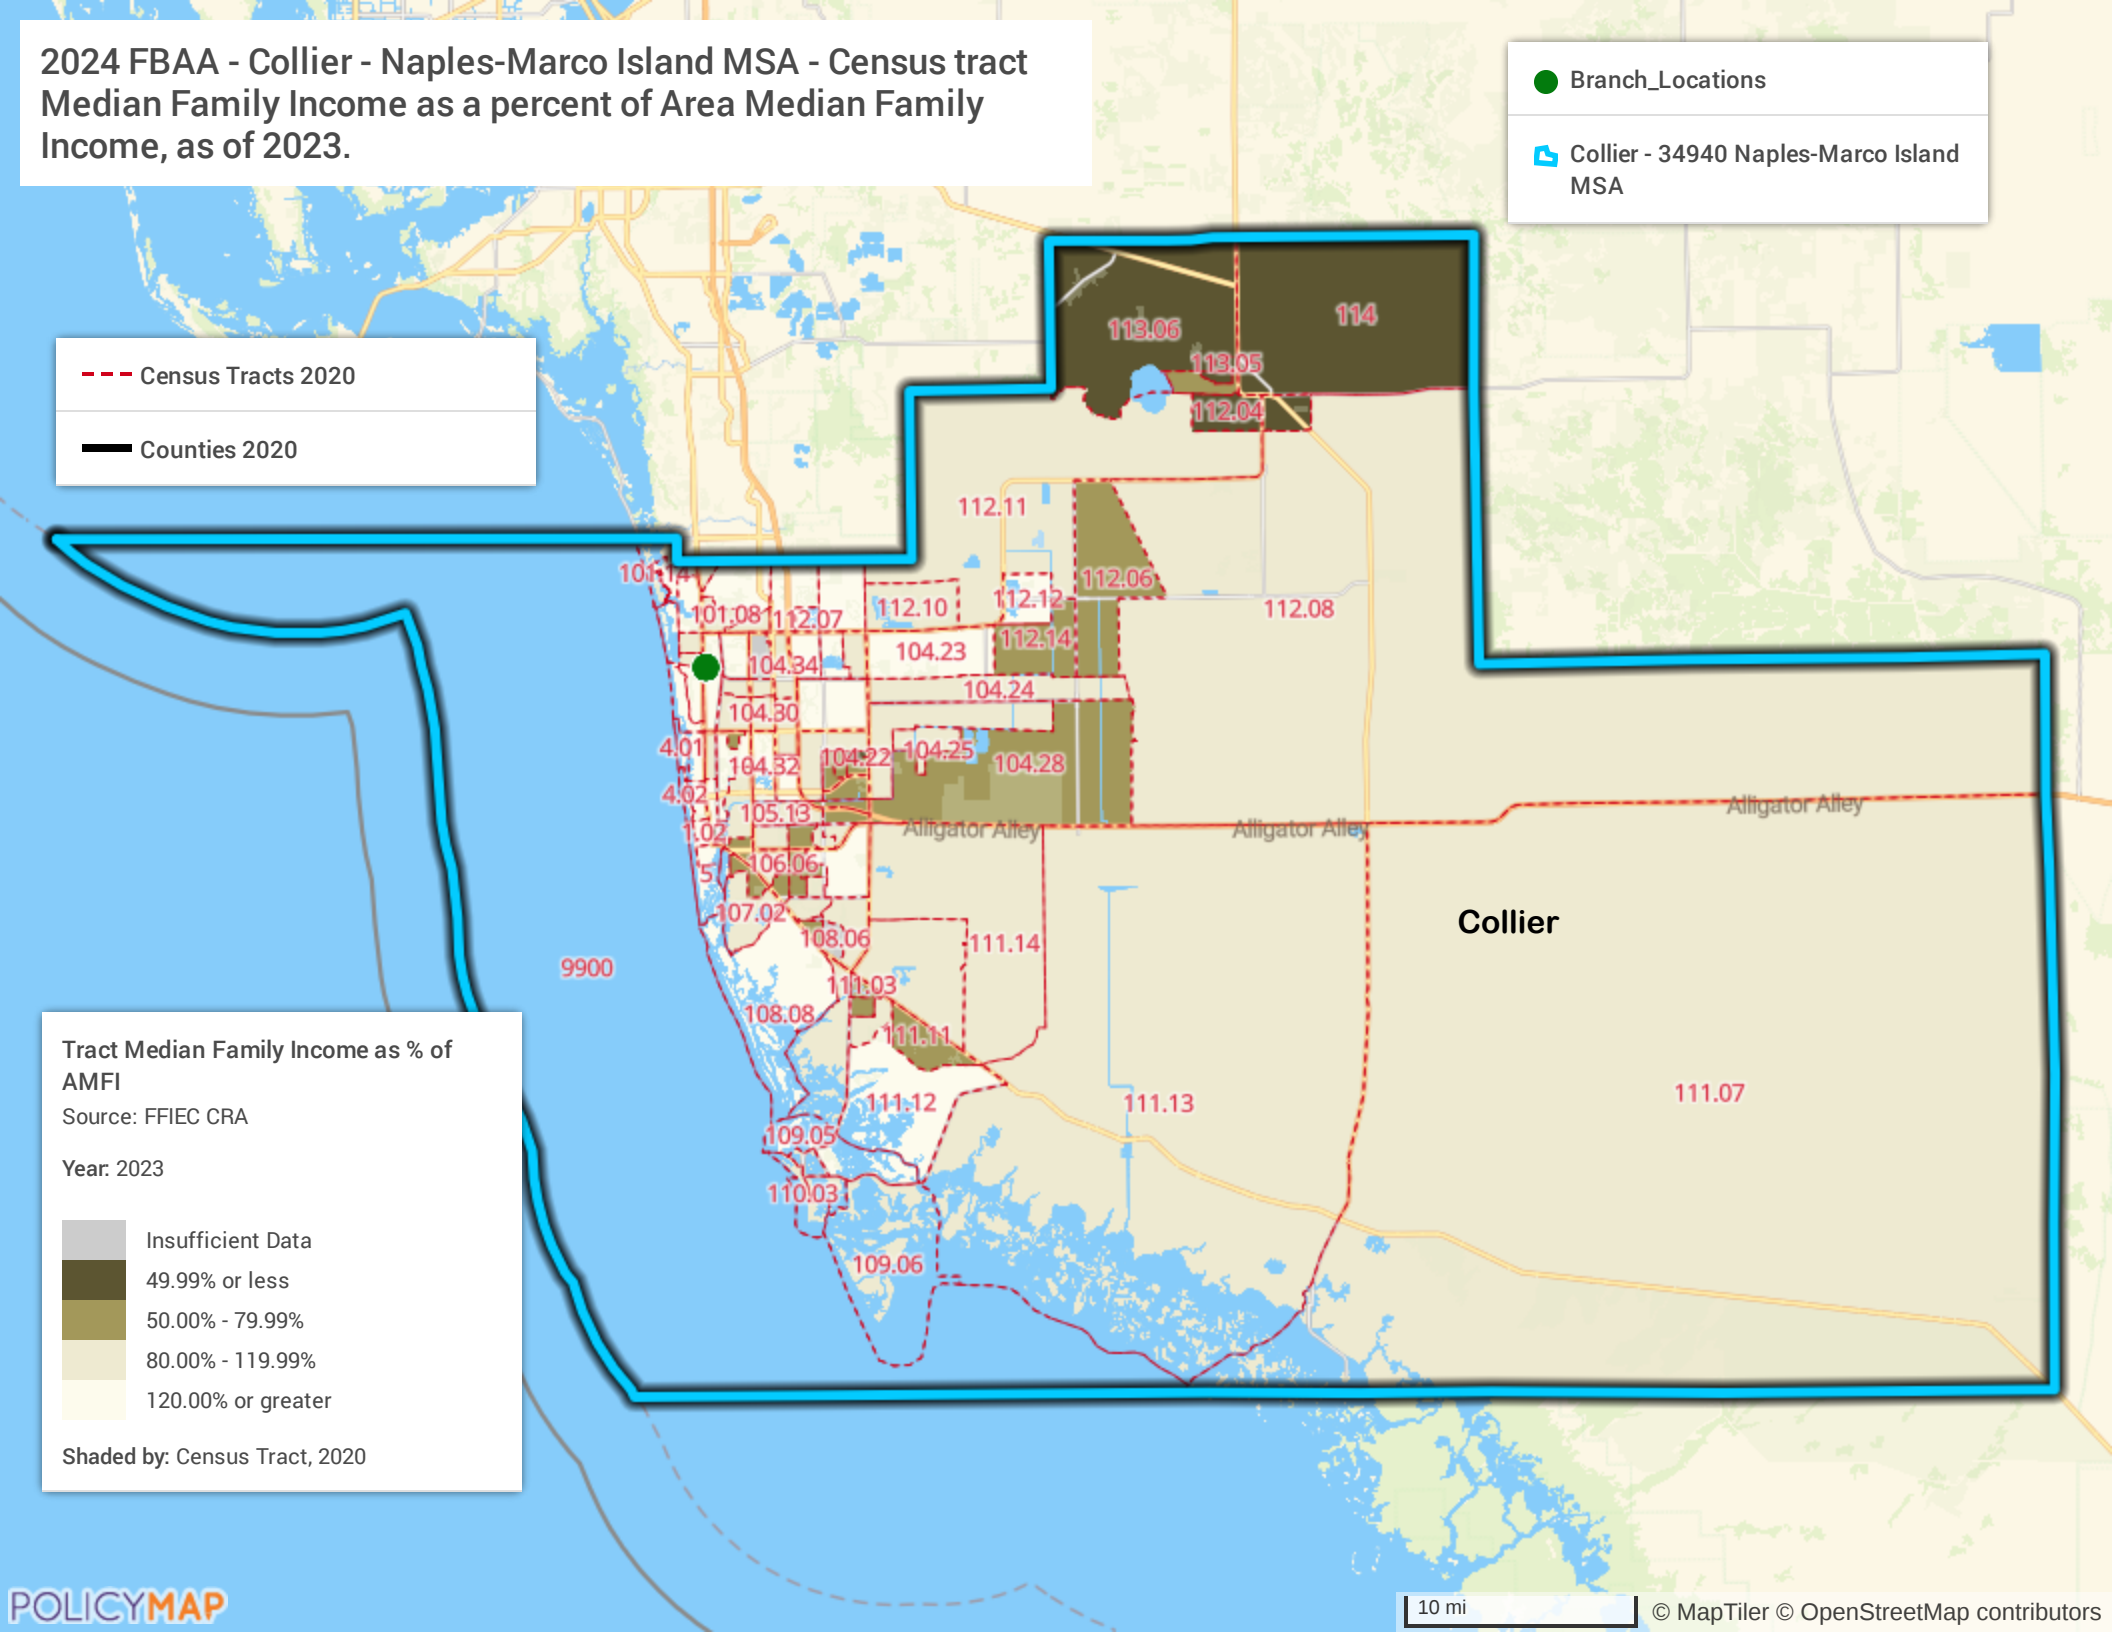 2024 FBAA - Collier - Naples-Marco Island MSA - Census tract
Median Family Income as a percent of Area Median Family
Income, as of 2023.
Branch_Locations
Collier - 34940 Naples-Marco Island
MSA
Census Tracts 2020
Counties 2020
113.06
114
113.05
112.04
112.11
101.14
112.06
112.12
112.10
112.08
101.08
112.07
112.14
104.23
104.34
104.24
104.30
4.01
104.22
104.25
104.28
104.32
4.02
105.13
Alligator Alley
Alligator Alley
Alligator Alley
1.02
106.06
5
107.02
Collier
108.06
111.14
9900
111.03
108.08
111.11
111.12
111.13
111.07
109.05
110.03
109.06
Tract Median Family Income as % of
AMFI
Source: FFIEC CRA
Year: 2023
Insufficient Data
49.99% or less
50.00% - 79.99%
80.00% - 119.99%
120.00% or greater
Shaded by: Census Tract, 2020
POLICYMAP
10 mi
© MapTiler © OpenStreetMap contributors